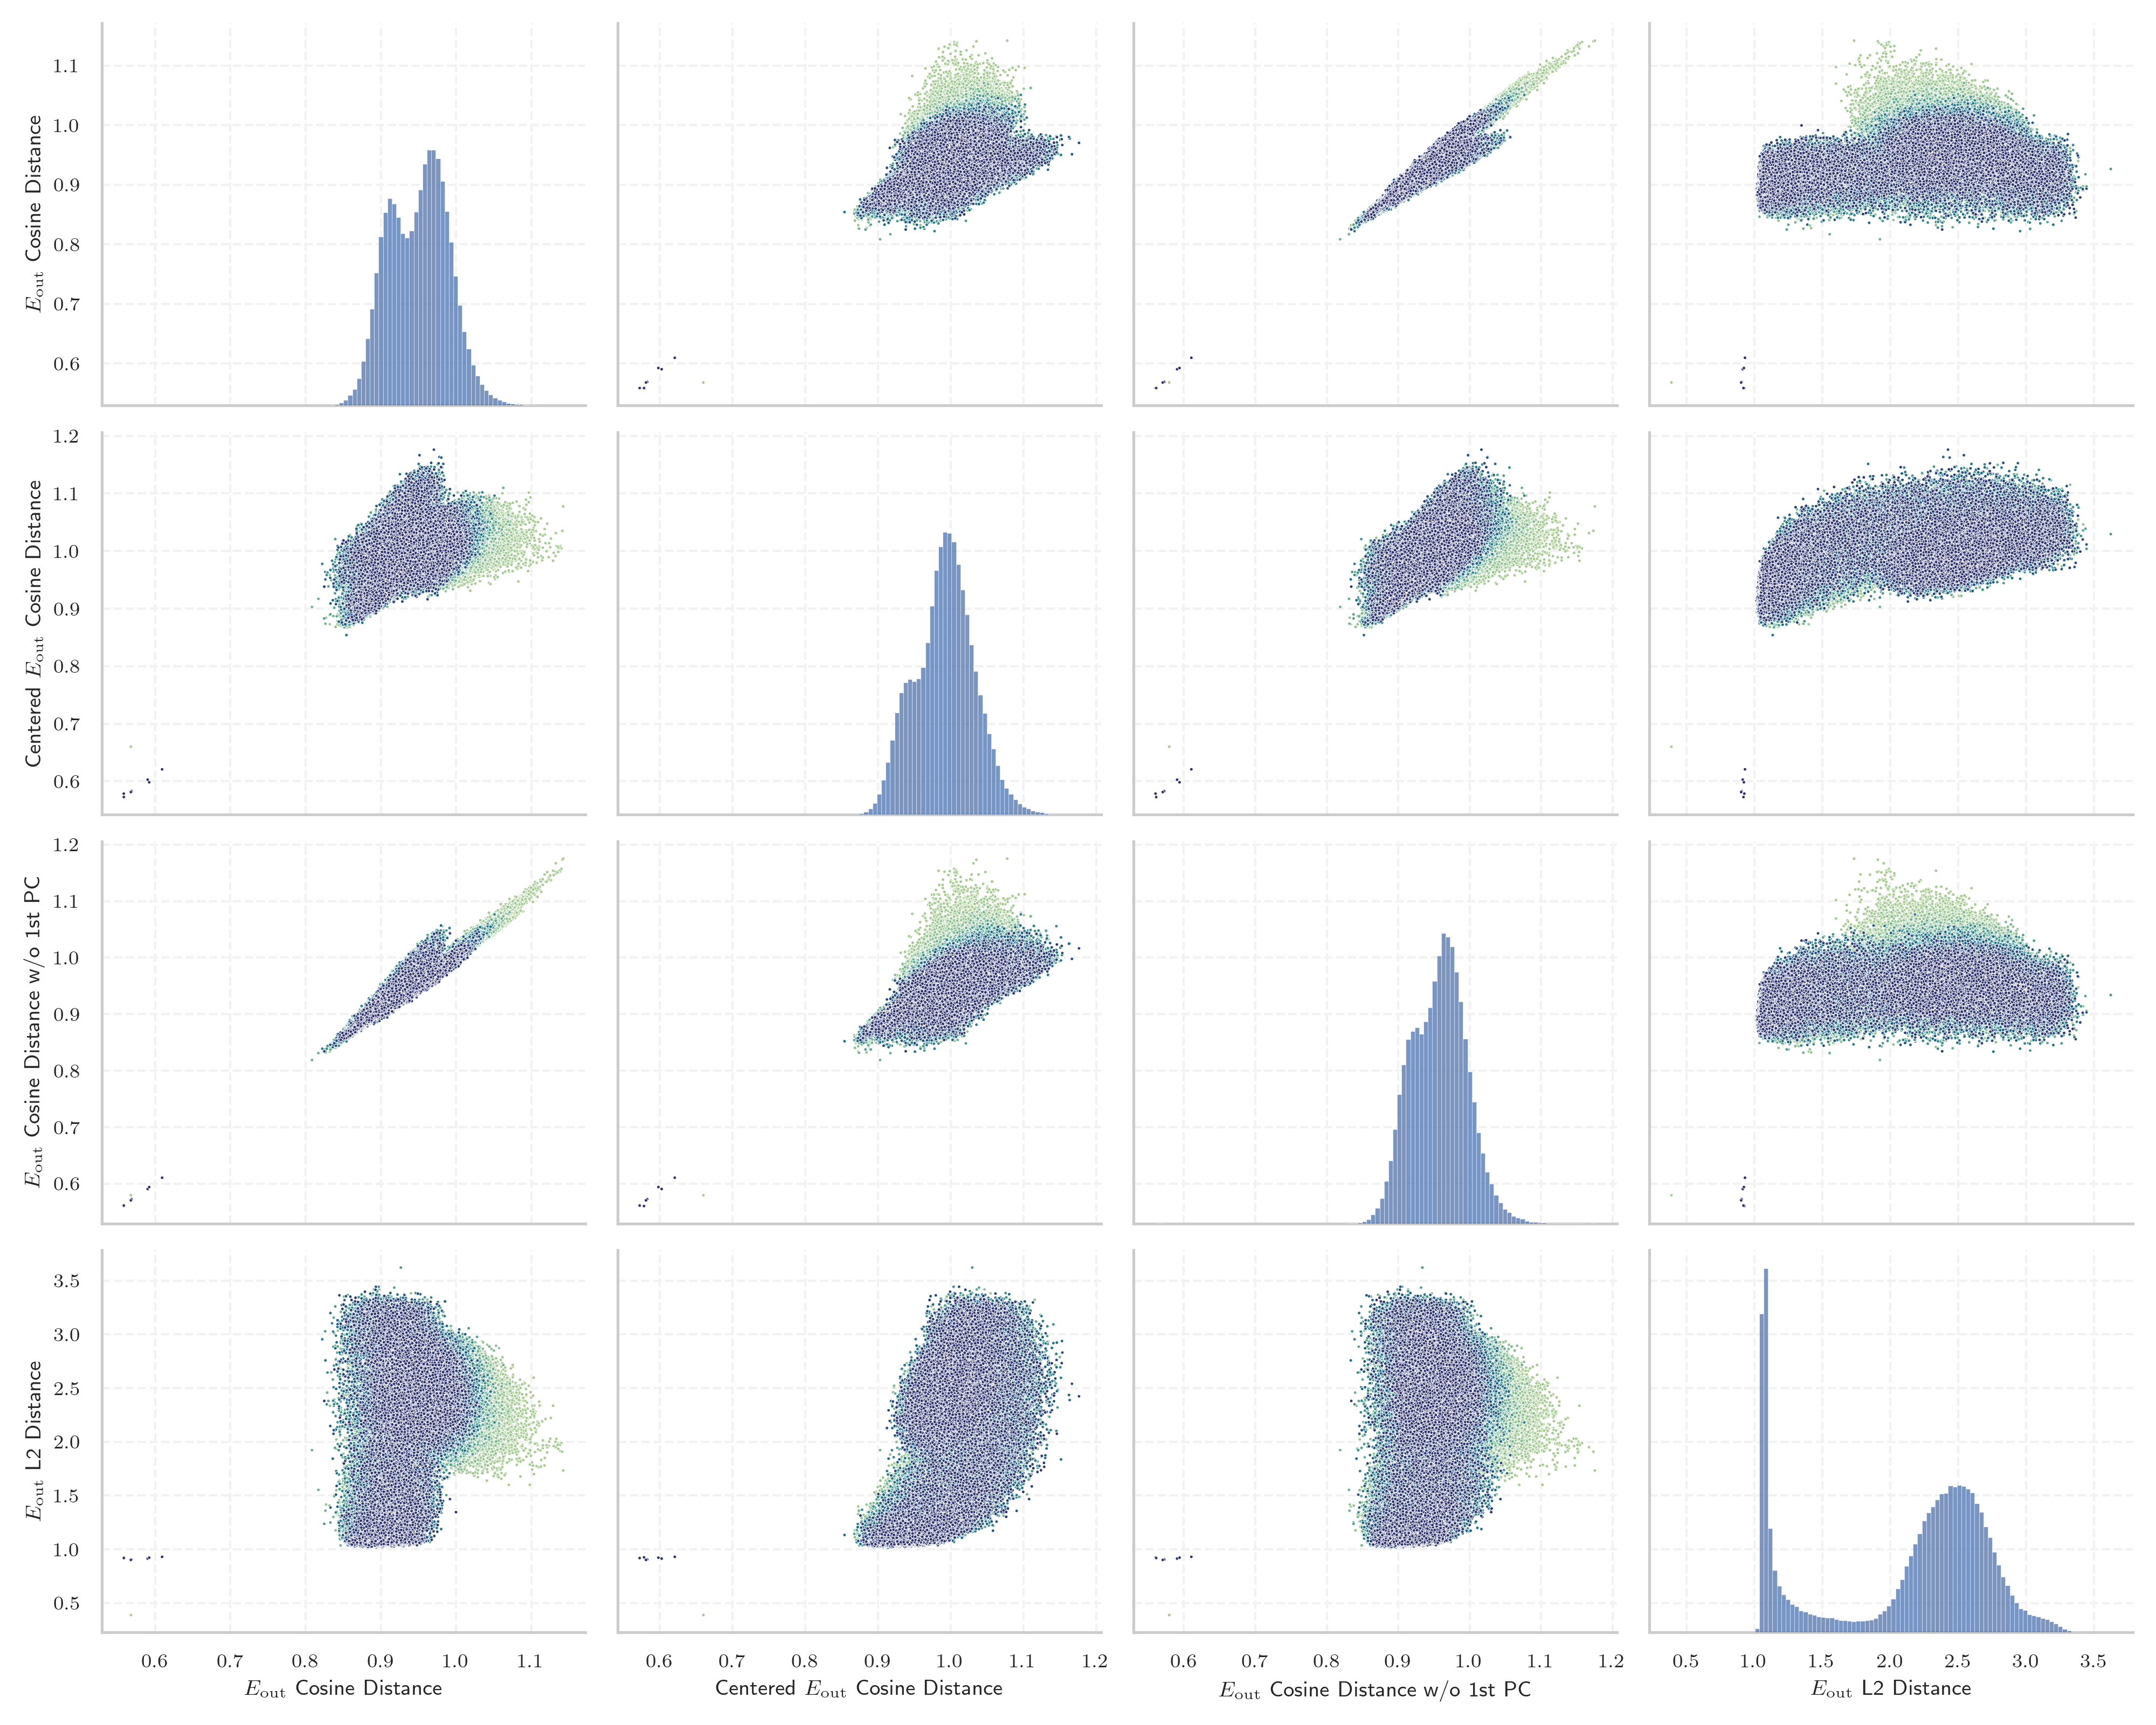 1.1
1.0
0.9
0.8
0.7
0.6
E_out Cosine Distance
1.2
1.1
1.0
0.9
0.8
0.7
0.6
Centered E_out Cosine Distance
1.2
1.1
1.0
0.9
0.8
0.7
0.6
E_out Cosine Distance w/o 1st PC
3.5
3.0
2.5
2.0
1.5
1.0
0.5
E_out L2 Distance
0.6 0.7 0.8 0.9 1.0 1.1
E_out Cosine Distance
0.6 0.7 0.8 0.9 1.0 1.1 1.2
Centered E_out Cosine Distance
0.6 0.7 0.8 0.9 1.0 1.1 1.2
E_out Cosine Distance w/o 1st PC
0.5 1.0 1.5 2.0 2.5 3.0 3.5
E_out L2 Distance